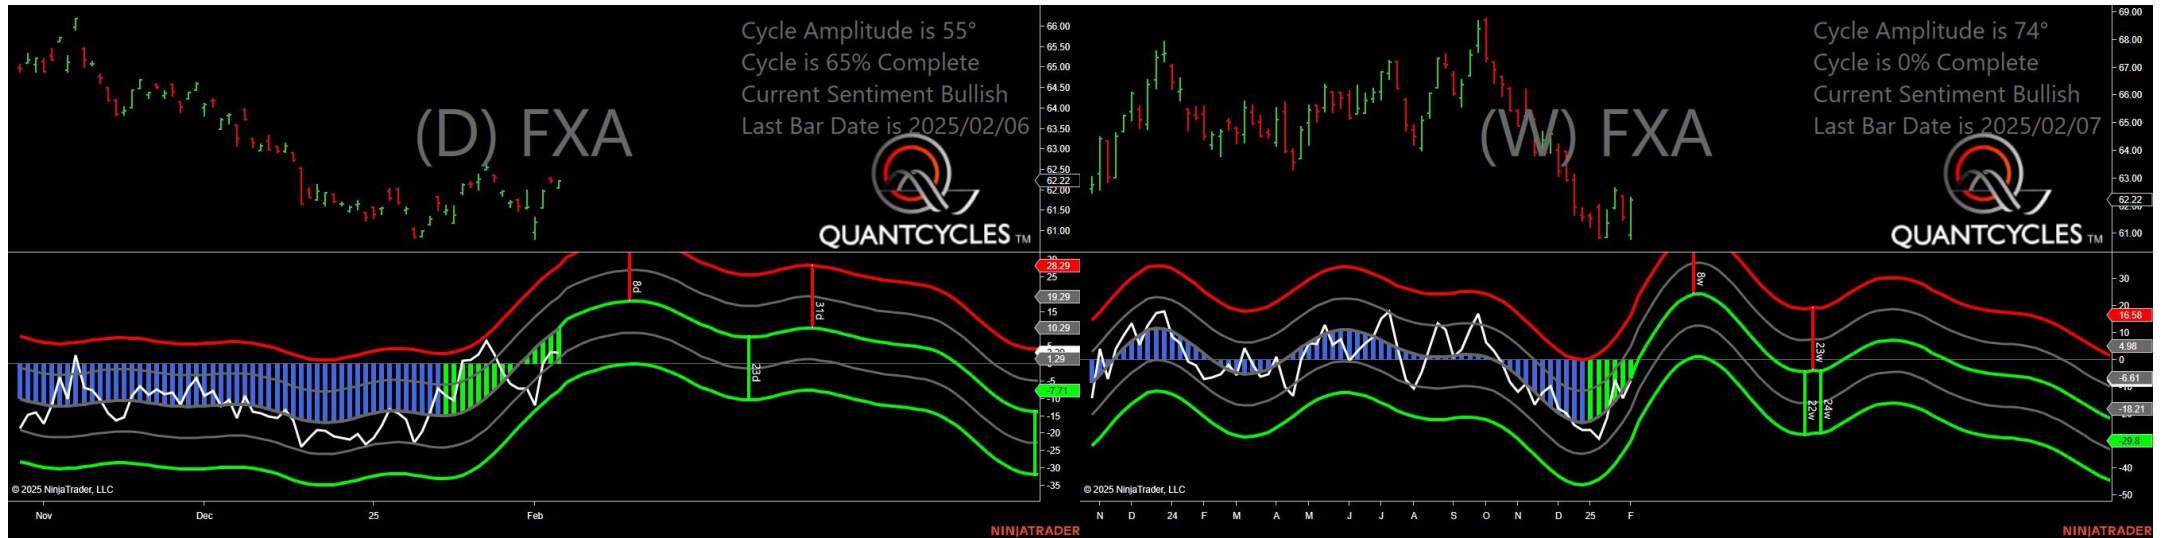 Cycle Amplitude is 55°
Cycle is 65% Complete
Current Sentiment Bullish
Last Bar Date is 2025/02/06
(D) FXA
QUANTCYCLES TM
66.00
65.50
65.00
64.50
64.00
63.50
63.00
62.50
62.22
62.00
61.50
61.00
28.29
25
19.29
15
10.29
1.29
-5
-7.71
-10
-15
-20
-25
-30
-35
8d
31d
23d
© 2025 NinjaTrader, LLC
Nov Dec 25 Feb
NINJATRADER
Cycle Amplitude is 74°
Cycle is 0% Complete
Current Sentiment Bullish
Last Bar Date is 2025/02/07
(W) FXA
QUANTCYCLES TM
69.00
68.00
67.00
66.00
65.00
64.00
63.00
62.22
61.00
30
20
16.58
10
4.98
0
-6.61
-18.21
-29.8
-40
-50
8w
23w
22w
24w
© 2025 NinjaTrader, LLC
N D 24 F M A M J J A S O N D 25 F
NINJATRADER